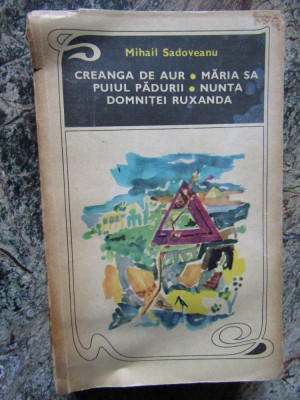 Mihail Sadoveanu
CREANGA DE AUR • MĂRIA SA
PUIUL PĂDURII • NUNTA
DOMNIȚEI RUXANDA